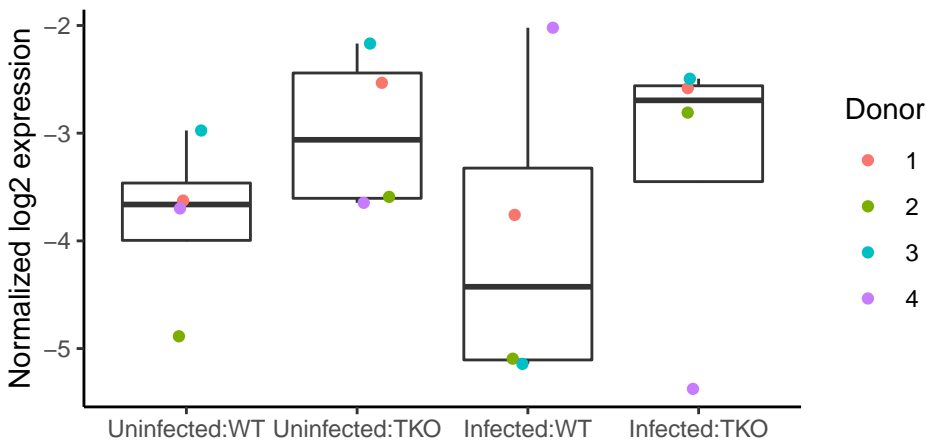 Normalized log2 expression
−2
−3
−4
−5
Uninfected:WT
Uninfected:TKO
Infected:WT
Infected:TKO
Donor
1
2
3
4